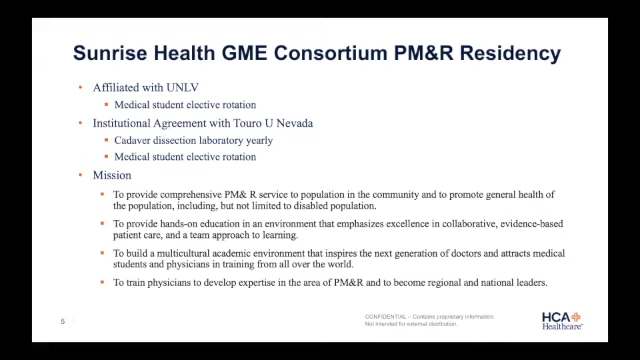 Sunrise Health GME Consortium PM&R Residency
• Affiliated with UNLV
▪ Medical student elective rotation
• Institutional Agreement with Touro U Nevada
▪ Cadaver dissection laboratory yearly
▪ Medical student elective rotation
• Mission
▪ To provide comprehensive PM& R service to population in the community and to promote general health of
the population, including, but not limited to disabled population.
▪ To provide hands-on education in an environment that emphasizes excellence in collaborative, evidence-based
patient care, and a team approach to learning.
▪ To build a multicultural academic environment that inspires the next generation of doctors and attracts medical
students and physicians in training from all over the world.
▪ To train physicians to develop expertise in the area of PM&R and to become regional and national leaders.
5
CONFIDENTIAL – Contains proprietary information.
Not intended for external distribution.
HCA
Healthcare